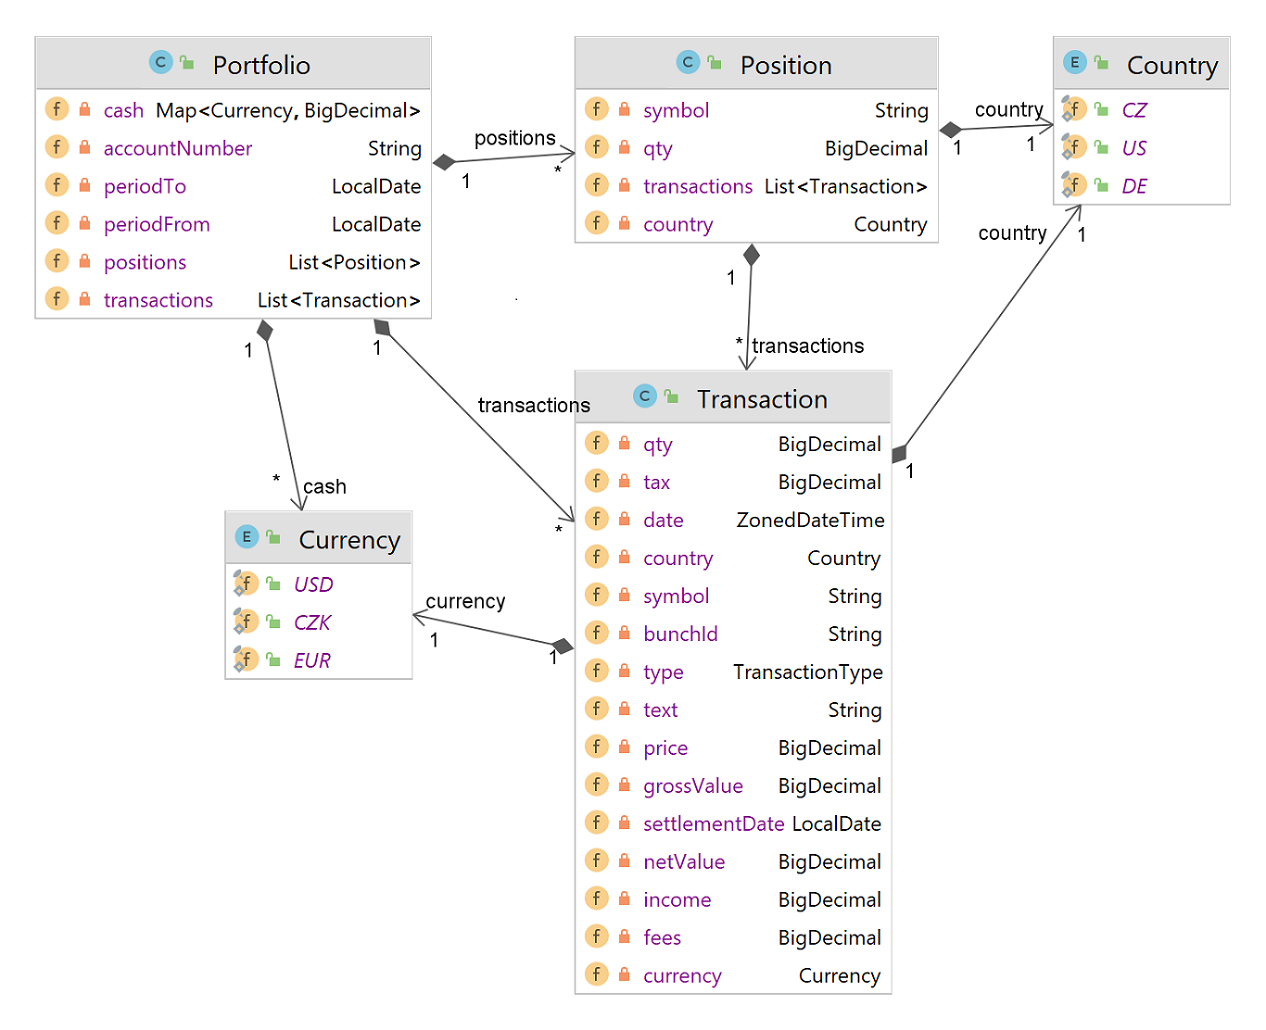 C Portfolio
f cash Map<Currency, BigDecimal>
f accountNumber String
f periodTo LocalDate
f periodFrom LocalDate
f positions List<Position>
f transactions List<Transaction>
positions
1
*
C Position
f symbol String
f qty BigDecimal
f transactions List<Transaction>
f country Country
country
1
1
E Country
f CZ
f US
f DE
country
1
1
1
* transactions
1
* cash
1
transactions
*
C Transaction
f qty BigDecimal
f tax BigDecimal
f date ZonedDateTime
f country Country
f symbol String
f bunchId String
f type TransactionType
f text String
f price BigDecimal
f grossValue BigDecimal
f settlementDate LocalDate
f netValue BigDecimal
f income BigDecimal
f fees BigDecimal
f currency Currency
E Currency
f USD
f CZK
f EUR
currency
1
1